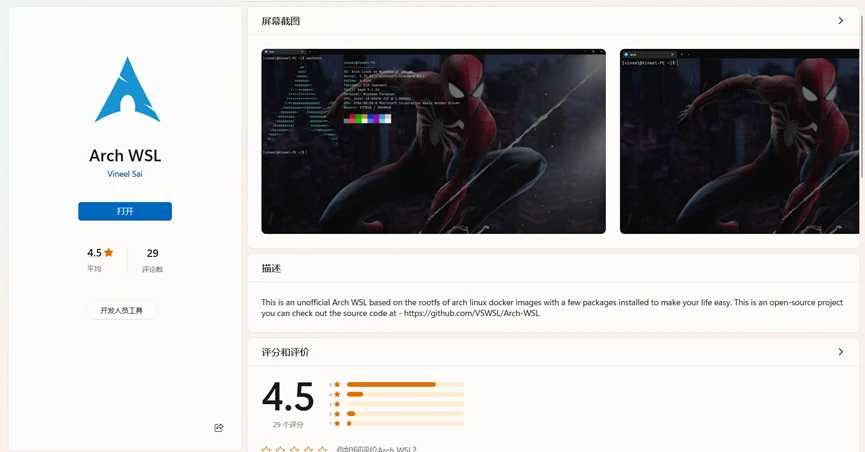 Arch WSL
Vineel Sai
打开
4.5
平均
29
评论数
开发人员工具
屏幕截图
描述
This is an unofficial Arch WSL based on the rootfs of arch linux docker images with a few packages installed to make your life easy. This is an open-source project
you can check out the source code at - https://github.com/VSWSL/Arch-WSL
评分和评价
4.5
29 个评分
5
4
3
2
1
你如何评价Arch WSL?